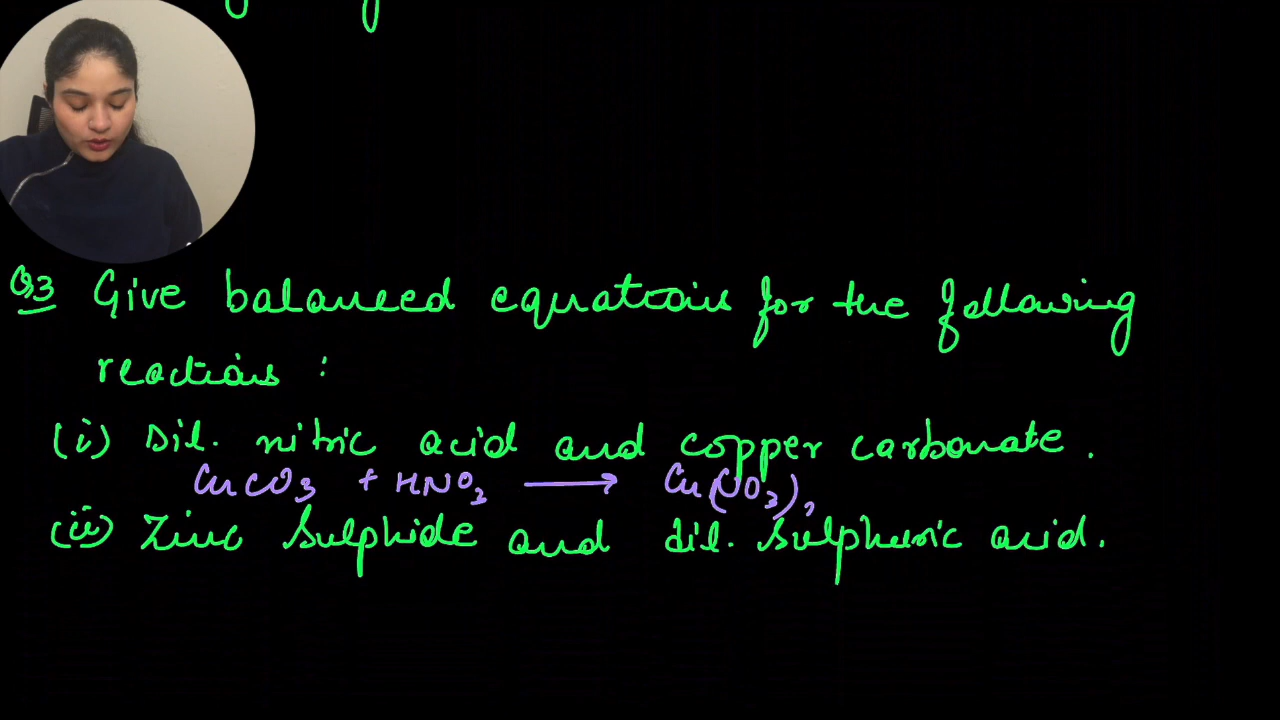 Q3 Give balanced equations for the following
reactions :
(i) Dil. nitric acid and copper carbonate.
CuCO3 + HNO3 ⟶ Cu(NO3)2
(ii) Zinc Sulphide and dil. Sulphuric acid.